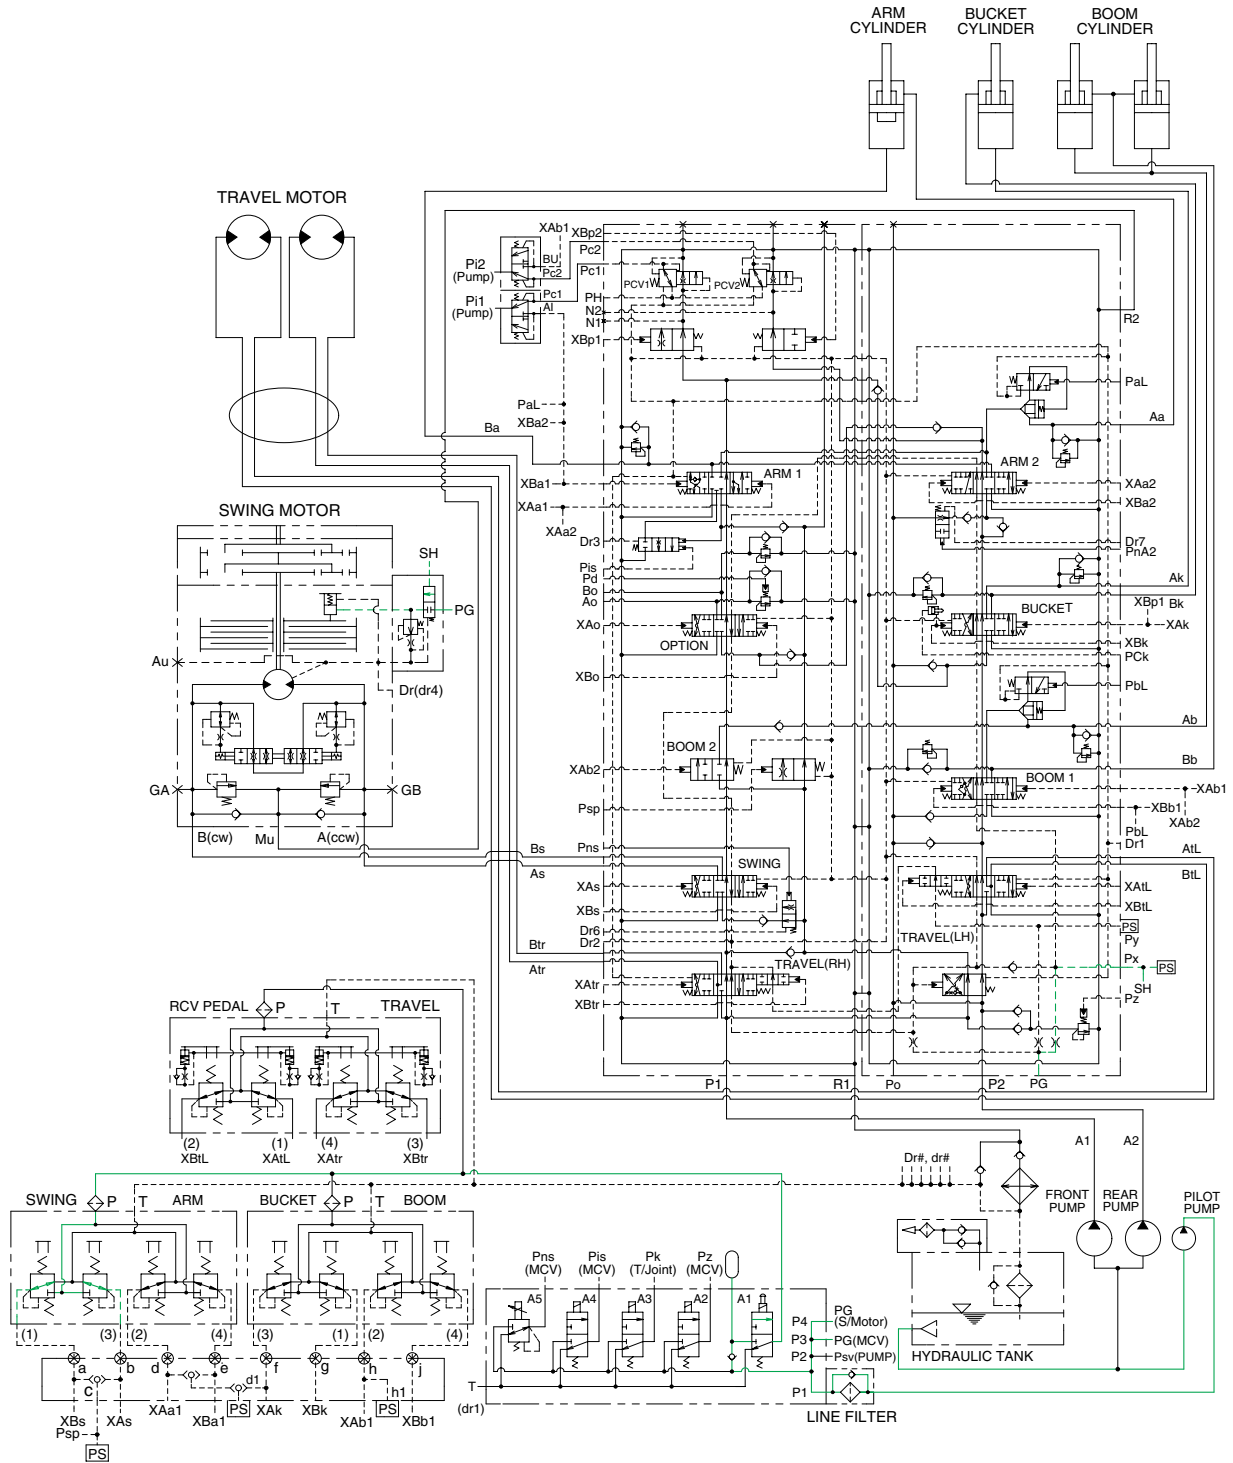 ARM
CYLINDER
BUCKET
CYLINDER
BOOM
CYLINDER
TRAVEL MOTOR
Pi2
(Pump)
Pi1
(Pump)
XAb1
BU
Pc2
Pc1
AI
XBp2
Pc2
Pc1
PH
N2
N1
XBp1
PCV1
PCV2
R2
PaL
Aa
PaL
XBa2
Ba
XBa1
XAa1
XAa2
ARM 1
ARM 2
XAa2
XBa2
Dr3
Pis
Pd
Bo
Ao
XAo
OPTION
XBo
Dr7
PnA2
Ak
XBp1
Bk
XAk
BUCKET
XBk
PCk
PbL
SWING MOTOR
SH
PG
Au
Dr(dr4)
GA
GB
B(cw)
Mu
A(ccw)
BOOM 2
XAb2
Psp
Ab
Bb
BOOM 1
XAb1
XBb1
XAb2
PbL
Dr1
Bs
As
Pns
SWING
XAs
XBs
Dr6
Dr2
AtL
BtL
XAtL
XBtL
PS
Py
TRAVEL(LH)
Btr
Atr
TRAVEL(RH)
XAtr
XBtr
Px
PS
SH
Pz
P1
R1
Po
P2
PG
RCV PEDAL
P
T
TRAVEL
(2)
(1)
(4)
(3)
XBtL
XAtL
XAtr
XBtr
Dr#, dr#
A1
A2
FRONT
PUMP
REAR
PUMP
PILOT
PUMP
SWING
P
T
ARM
BUCKET
P
T
BOOM
(1)
(3)
(2)
(4)
(3)
(1)
(2)
(4)
a
b
d
e
f
g
h
j
c
d1
h1
PS
PS
XBs
XAs
XAa1
XBa1
XAk
XBk
XAb1
XBb1
Psp
PS
Pns
(MCV)
Pis
(MCV)
Pk
(T/Joint)
Pz
(MCV)
A5
A4
A3
A2
A1
T
(dr1)
PG
P4
(S/Motor)
P3
PG(MCV)
P2
Psv(PUMP)
P1
LINE FILTER
HYDRAULIC TANK